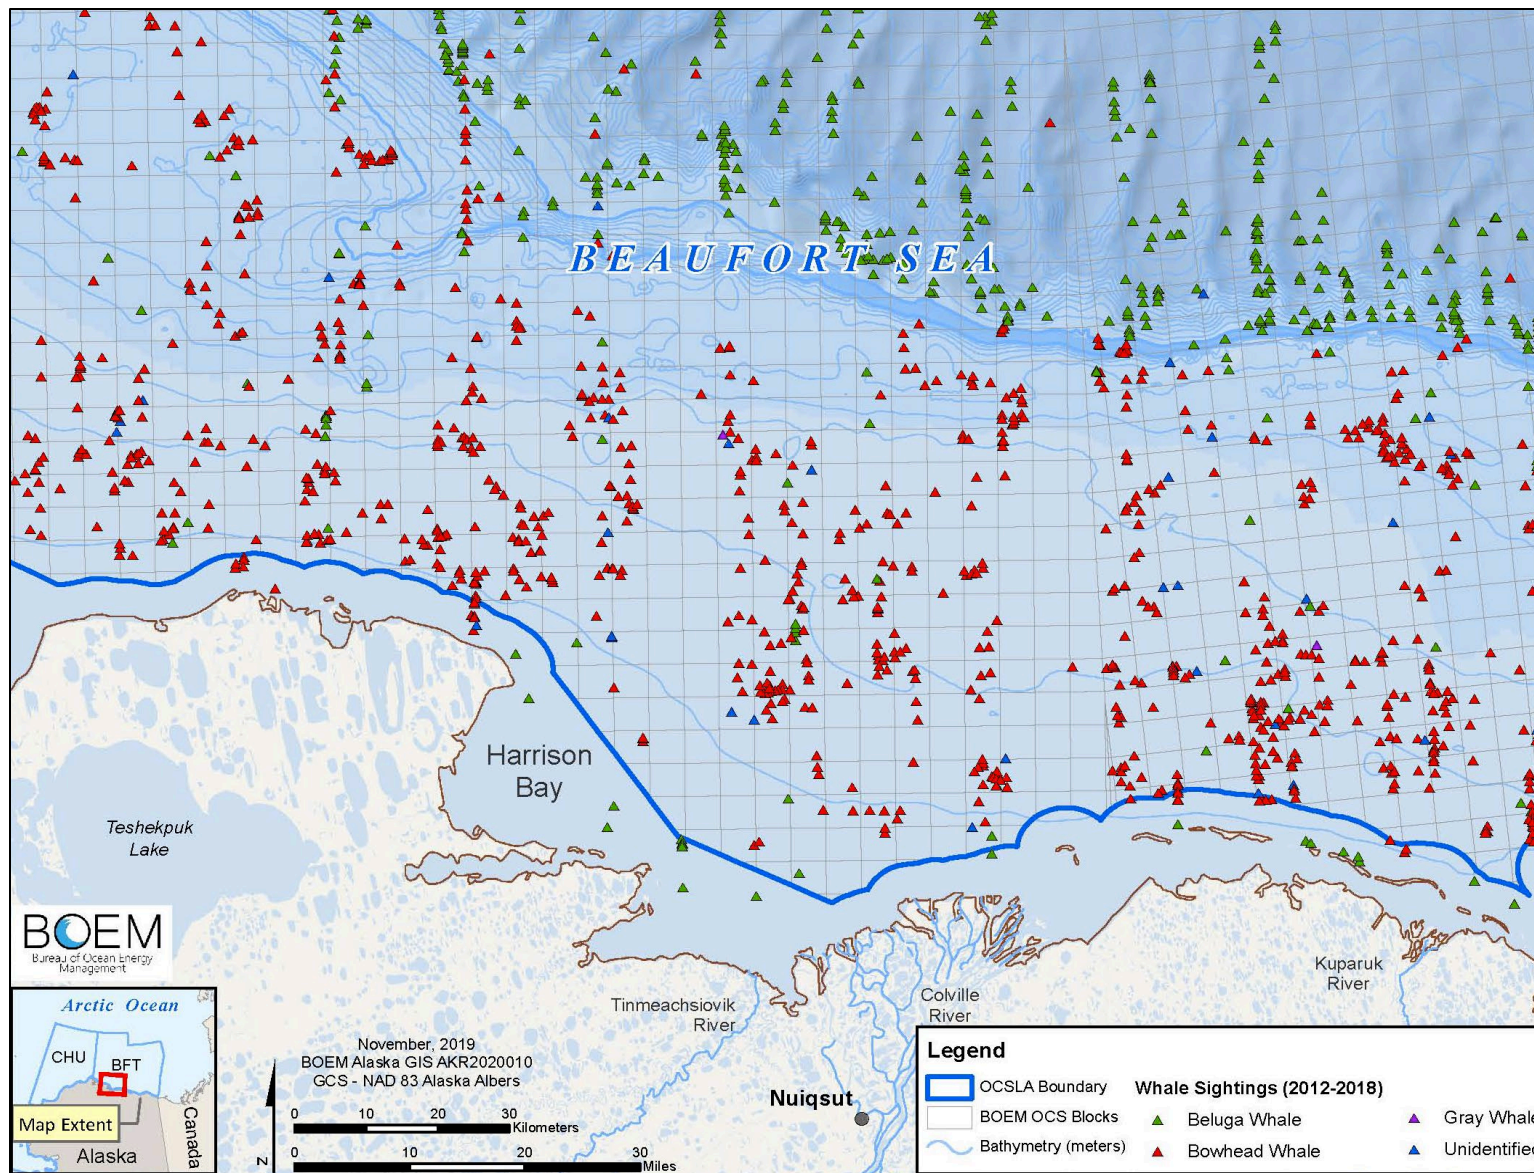 BEAUFORT SEA
Harrison
Bay
Teshekpuk
Lake
BOEM
Bureau of Ocean Energy
Management
Arctic Ocean
CHU
BFT
Map Extent
Alaska
Canada
November, 2019
BOEM Alaska GIS AKR2020010
GCS - NAD 83 Alaska Albers
N
0 10 20 30
Kilometers
0 10 20 30
Miles
Tinmeachsiovik
River
Colville
River
Kuparuk
River
Nuiqsut
Legend
OCSLA Boundary
BOEM OCS Blocks
Bathymetry (meters)
Whale Sightings (2012-2018)
Beluga Whale
Bowhead Whale
Gray Whale
Unidentified